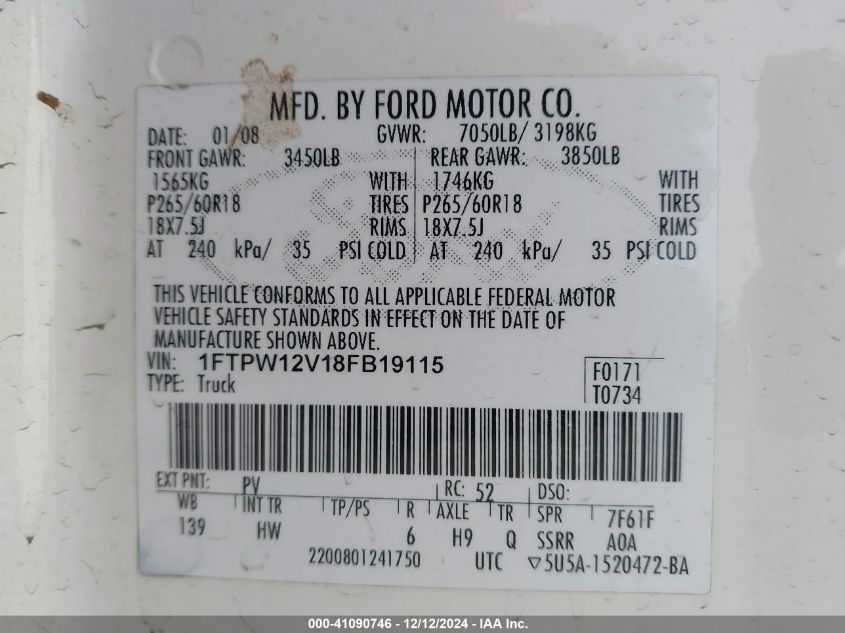 MFD. BY FORD MOTOR CO.
DATE: 01/08 GVWR: 7050LB/ 3198KG
FRONT GAWR: 3450LB REAR GAWR: 3850LB
1565KG WITH 1746KG WITH
P265/60R18 TIRES P265/60R18 TIRES
18X7.5J RIMS 18X7.5J RIMS
AT 240 kPa/ 35 PSI COLD AT 240 kPa/ 35 PSI COLD
THIS VEHICLE CONFORMS TO ALL APPLICABLE FEDERAL MOTOR
VEHICLE SAFETY STANDARDS IN EFFECT ON THE DATE OF
MANUFACTURE SHOWN ABOVE.
VIN: 1FTPW12V18FB19115 F0171
TYPE: Truck T0734
EXT PNT: PV RC: 52 DSO:
WB INT TR TP/PS R AXLE TR SPR 7F61F
139 HW 6 H9 Q SSRR A0A
2200801241750 UTC ▽5U5A-1520472-BA
000-41090746 - 12/12/2024 - IAA Inc.